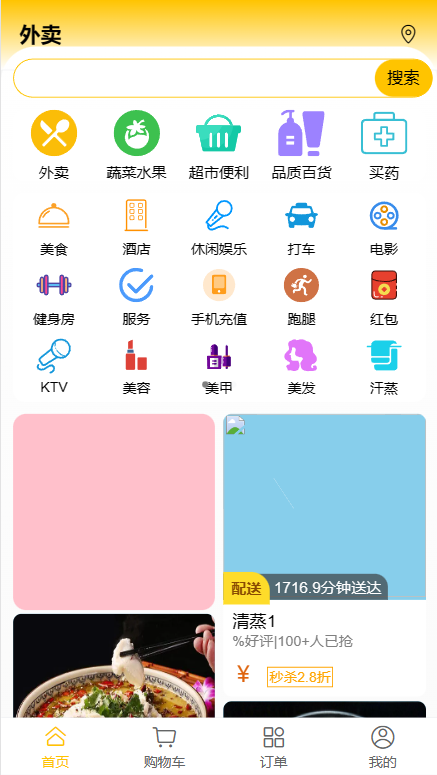 外卖
搜索
外卖 蔬菜水果 超市便利 品质百货 买药
美食 酒店 休闲娱乐 打车 电影
健身房 服务 手机充值 跑腿 红包
KTV 美容 美甲 美发 汗蒸
配送 1716.9分钟送达
清蒸1
%好评|100+人已抢
¥ 秒杀2.8折
首页 购物车 订单 我的